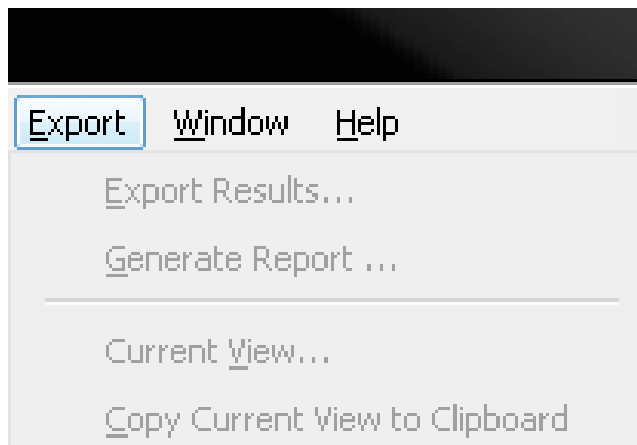 Export Window Help
Export Results...
Generate Report ...
Current View...
Copy Current View to Clipboard